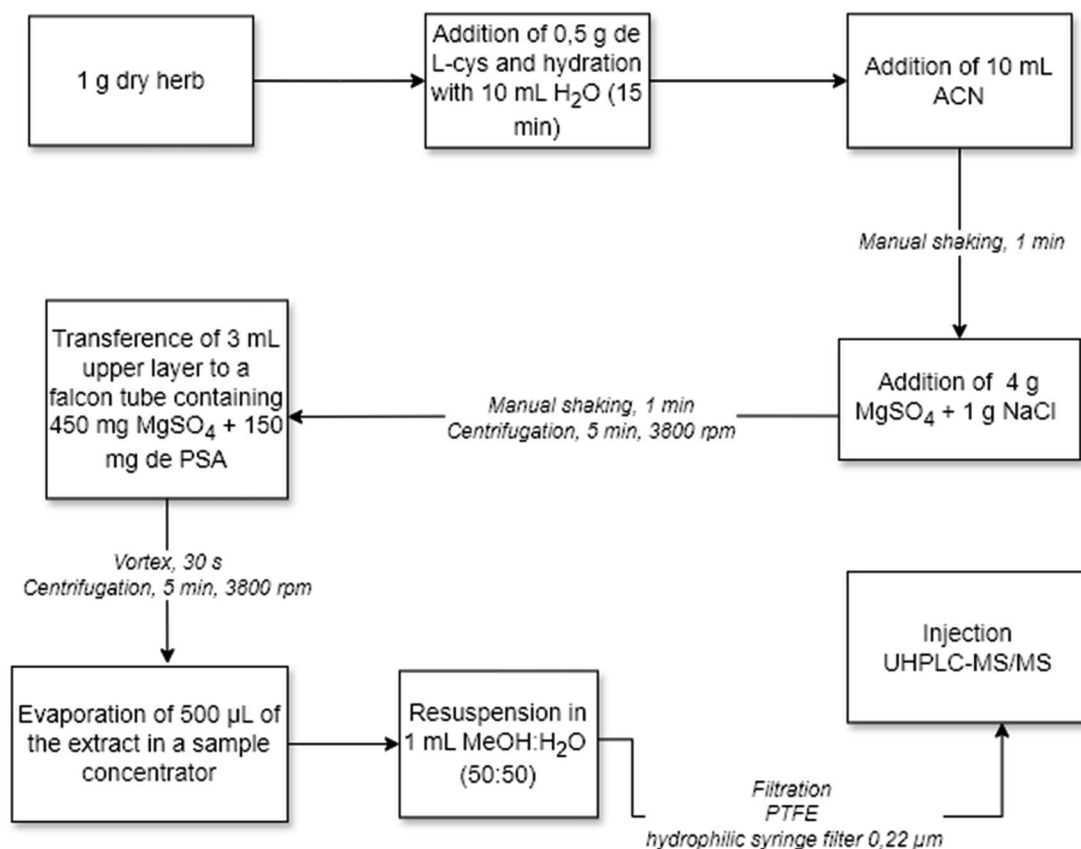 1 g dry herb
Addition of 0,5 g de
L-cys and hydration
with 10 mL H₂O (15
min)
Addition of 10 mL
ACN
Manual shaking, 1 min
Addition of 4 g
MgSO₄ + 1 g NaCl
Manual shaking, 1 min
Centrifugation, 5 min, 3800 rpm
Transference of 3 mL
upper layer to a
falcon tube containing
450 mg MgSO₄ + 150
mg de PSA
Vortex, 30 s
Centrifugation, 5 min, 3800 rpm
Evaporation of 500 µL of
the extract in a sample
concentrator
Resuspension in
1 mL MeOH:H₂O
(50:50)
Filtration
PTFE
hydrophilic syringe filter 0,22 µm
Injection
UHPLC-MS/MS